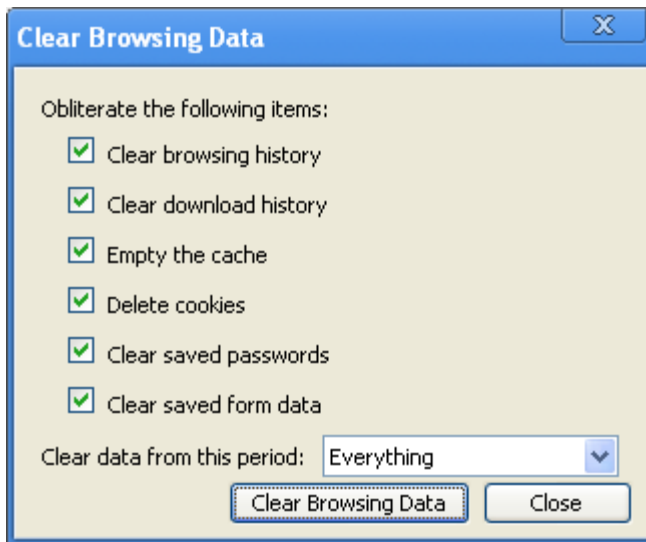 Clear Browsing Data
Obliterate the following items:
Clear browsing history
Clear download history
Empty the cache
Delete cookies
Clear saved passwords
Clear saved form data
Clear data from this period: Everything
Clear Browsing Data Close